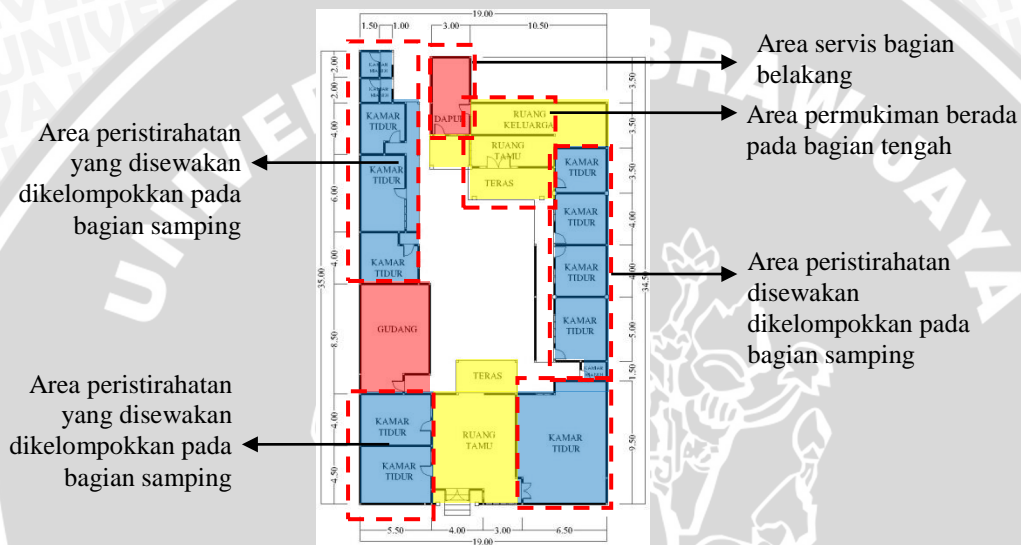 19.00
1.50
1.00
3.00
10.50
Area servis bagian
belakang
Area permukiman berada
pada bagian tengah
Area peristirahatan
yang disewakan
dikelompokkan pada
bagian samping
Area peristirahatan
disewakan
dikelompokkan pada
bagian samping
Area peristirahatan
yang disewakan
dikelompokkan pada
bagian samping
2.00
2.00
4.00
6.00
4.00
35.00
8.50
4.00
4.50
KAMAR
TIDUR
KAMAR
TIDUR
KAMAR
TIDUR
GUDANG
KAMAR
TIDUR
KAMAR
TIDUR
DAPUR
RUANG
KELUARGA
RUANG
TAMU
TERAS
TERAS
RUANG
TAMU
KAMAR
TIDUR
KAMAR
TIDUR
KAMAR
TIDUR
KAMAR
TIDUR
KAMAR
TIDUR
3.50
3.50
3.50
4.00
4.00
34.50
5.00
1.50
9.50
5.50
4.00
3.00
6.50
19.00